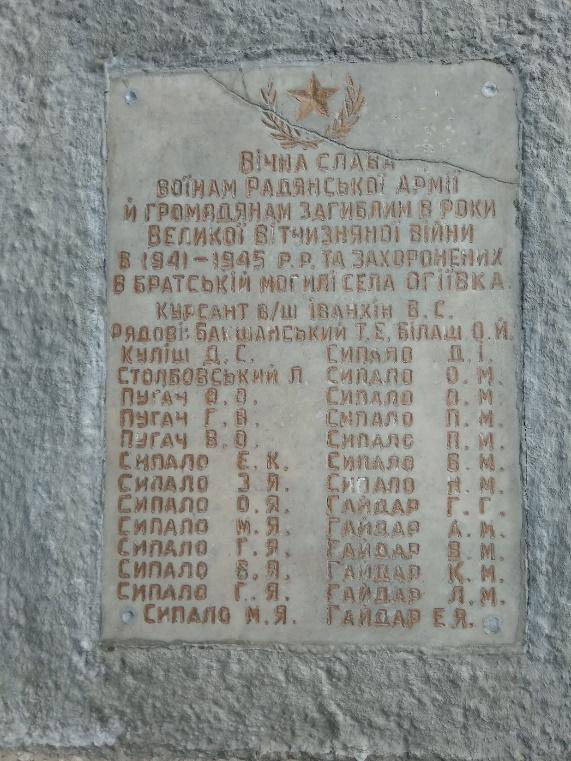 Вічна слава
воїнам Радянської Армії
й громадянам загиблим в роки
Великої Вітчизняної війни
в 1941-1945 р.р. та захоронених
в братській могилі села Огіївка
Курсант в/ш Іванхін В.С.
Рядові: Бакшанський Т.Е. Білаш О.Й.
Куліш Д.С. Сипало Д.І.
Столбовський Л. Сипало О.М.
Пугач О.О. Сипало О.М.
Пугач Г.В. Сипало П.М.
Пугач В.О. Сипало П.М.
Сипало Е.К. Сипало В.М.
Сипало З.Я. Сипало Н.М.
Сипало О.Я. Гайдар Г.Г.
Сипало М.Я. Гайдар А.М.
Сипало Г.Я. Гайдар В.М.
Сипало Я. Гайдар К.М.
Сипало Г.Я. Гайдар Л.М.
Сипало М.Я. Гайдар Е.Я.